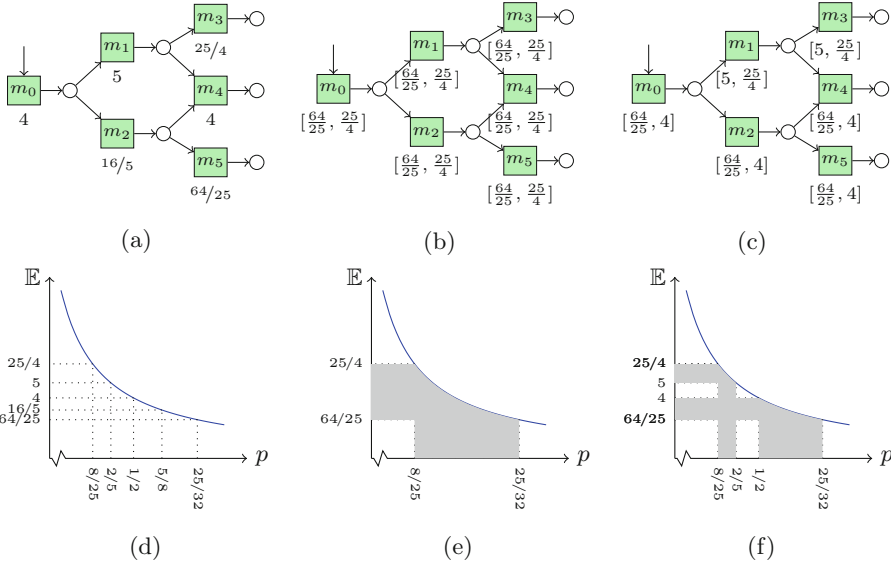 m₀
4
m₁
5
m₂
16/5
m₃
25/4
m₄
4
m₅
64/25
(a)
m₀
[64/25, 25/4]
m₁
[64/25, 25/4]
m₂
[64/25, 25/4]
m₃
[64/25, 25/4]
m₄
[64/25, 25/4]
m₅
[64/25, 25/4]
(b)
m₀
[64/25, 4]
m₁
[5, 25/4]
m₂
[64/25, 4]
m₃
[5, 25/4]
m₄
[64/25, 4]
m₅
[64/25, 4]
(c)
𝔼
25/4
5
4
16/5
64/25
8/25
2/5
1/2
5/8
25/32
p
(d)
𝔼
25/4
64/25
8/25
25/32
p
(e)
𝔼
25/4
5
4
64/25
8/25
2/5
1/2
25/32
p
(f)